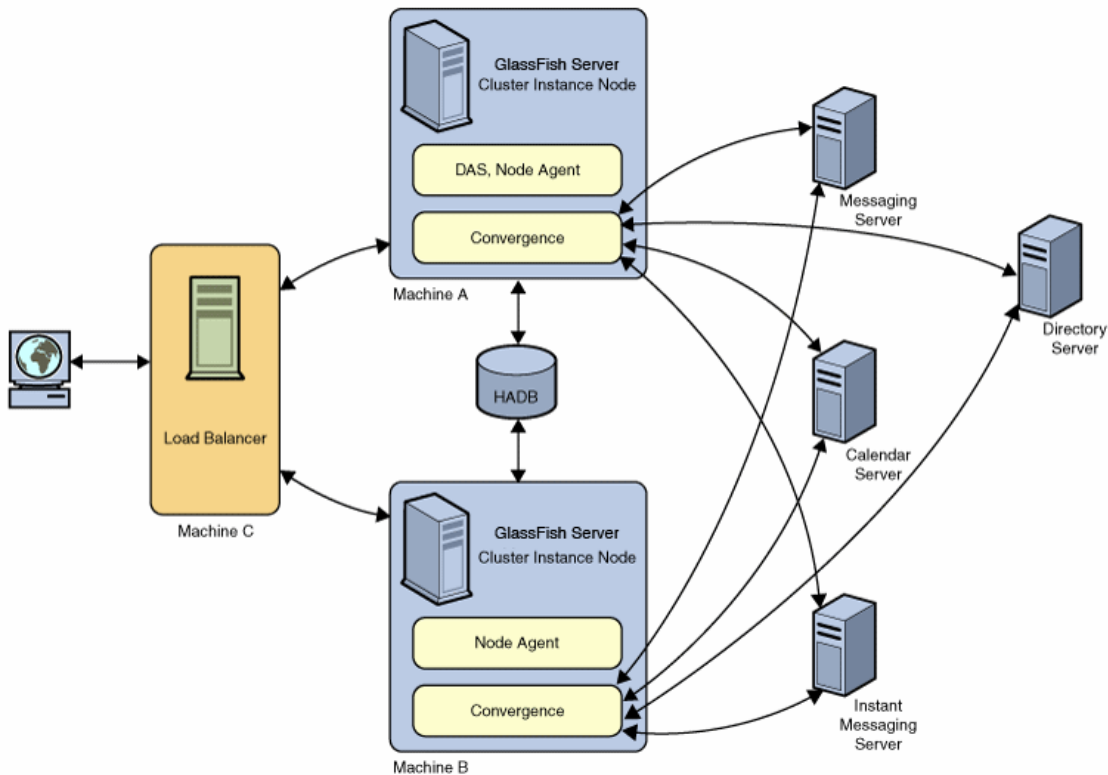 GlassFish Server
Cluster Instance Node
DAS, Node Agent
Convergence
Machine A
Messaging
Server
Directory
Server
HADB
Load Balancer
Machine C
Calendar
Server
GlassFish Server
Cluster Instance Node
Node Agent
Convergence
Machine B
Instant
Messaging
Server